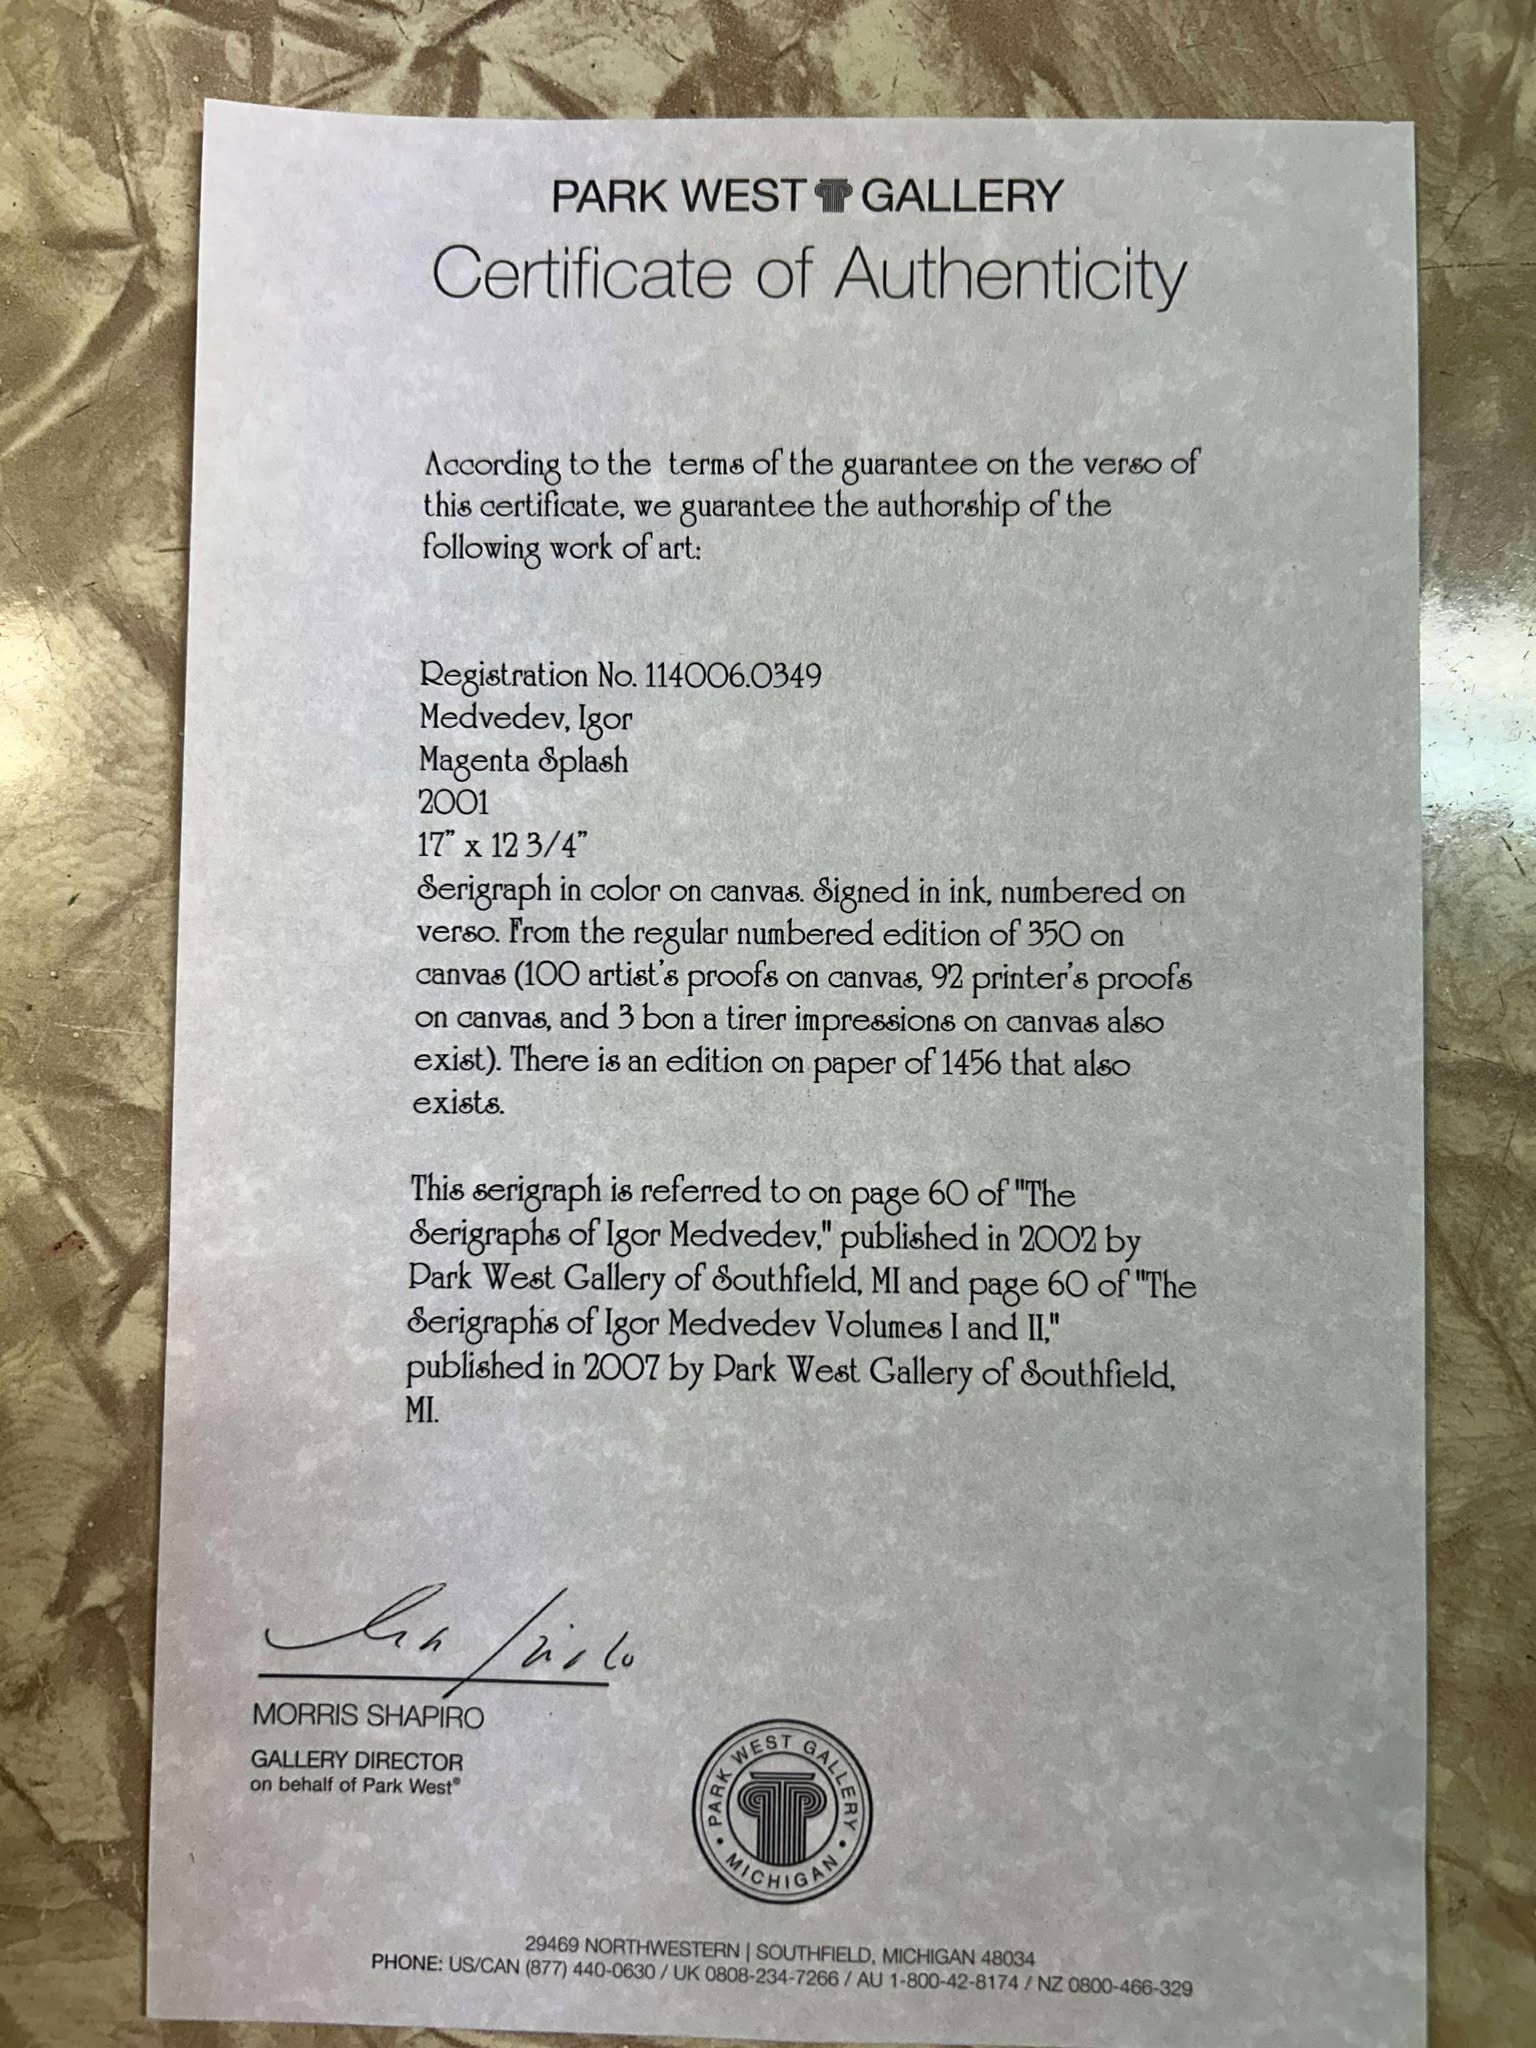 PARK WEST GALLERY
Certificate of Authenticity
According to the terms of the guarantee on the verso of
this certificate, we guarantee the authorship of the
following work of art:
Registration No. 114006.0349
Medvedev, Igor
Magenta Splash
2001
17" x 12 3/4"
Serigraph in color on canvas. Signed in ink, numbered on
verso. From the regular numbered edition of 350 on
canvas (100 artist's proofs on canvas, 92 printer's proofs
on canvas, and 3 bon a tirer impressions on canvas also
exist). There is an edition on paper of 1456 that also
exists.
This serigraph is referred to on page 60 of "The
Serigraphs of Igor Medvedev," published in 2002 by
Park West Gallery of Southfield, MI and page 60 of "The
Serigraphs of Igor Medvedev Volumes I and II,"
published in 2007 by Park West Gallery of Southfield,
MI.
MORRIS SHAPIRO
GALLERY DIRECTOR
on behalf of Park West®
PARK WEST GALLERY
• MICHIGAN •
29469 NORTHWESTERN | SOUTHFIELD, MICHIGAN 48034
PHONE: US/CAN (877) 440-0630 / UK 0808-234-7266 / AU 1-800-42-8174 / NZ 0800-466-329